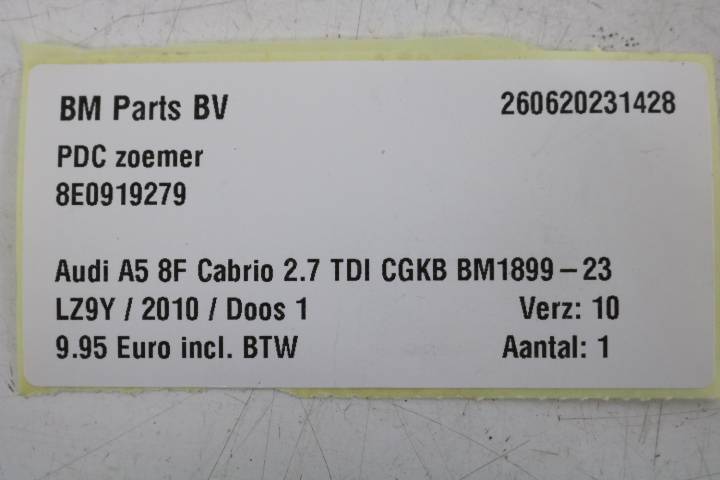 BM Parts BV 260620231428
PDC zoemer
8E0919279
Audi A5 8F Cabrio 2.7 TDI CGKB BM1899-23
LZ9Y / 2010 / Doos 1 Verz: 10
9.95 Euro incl. BTW Aantal: 1